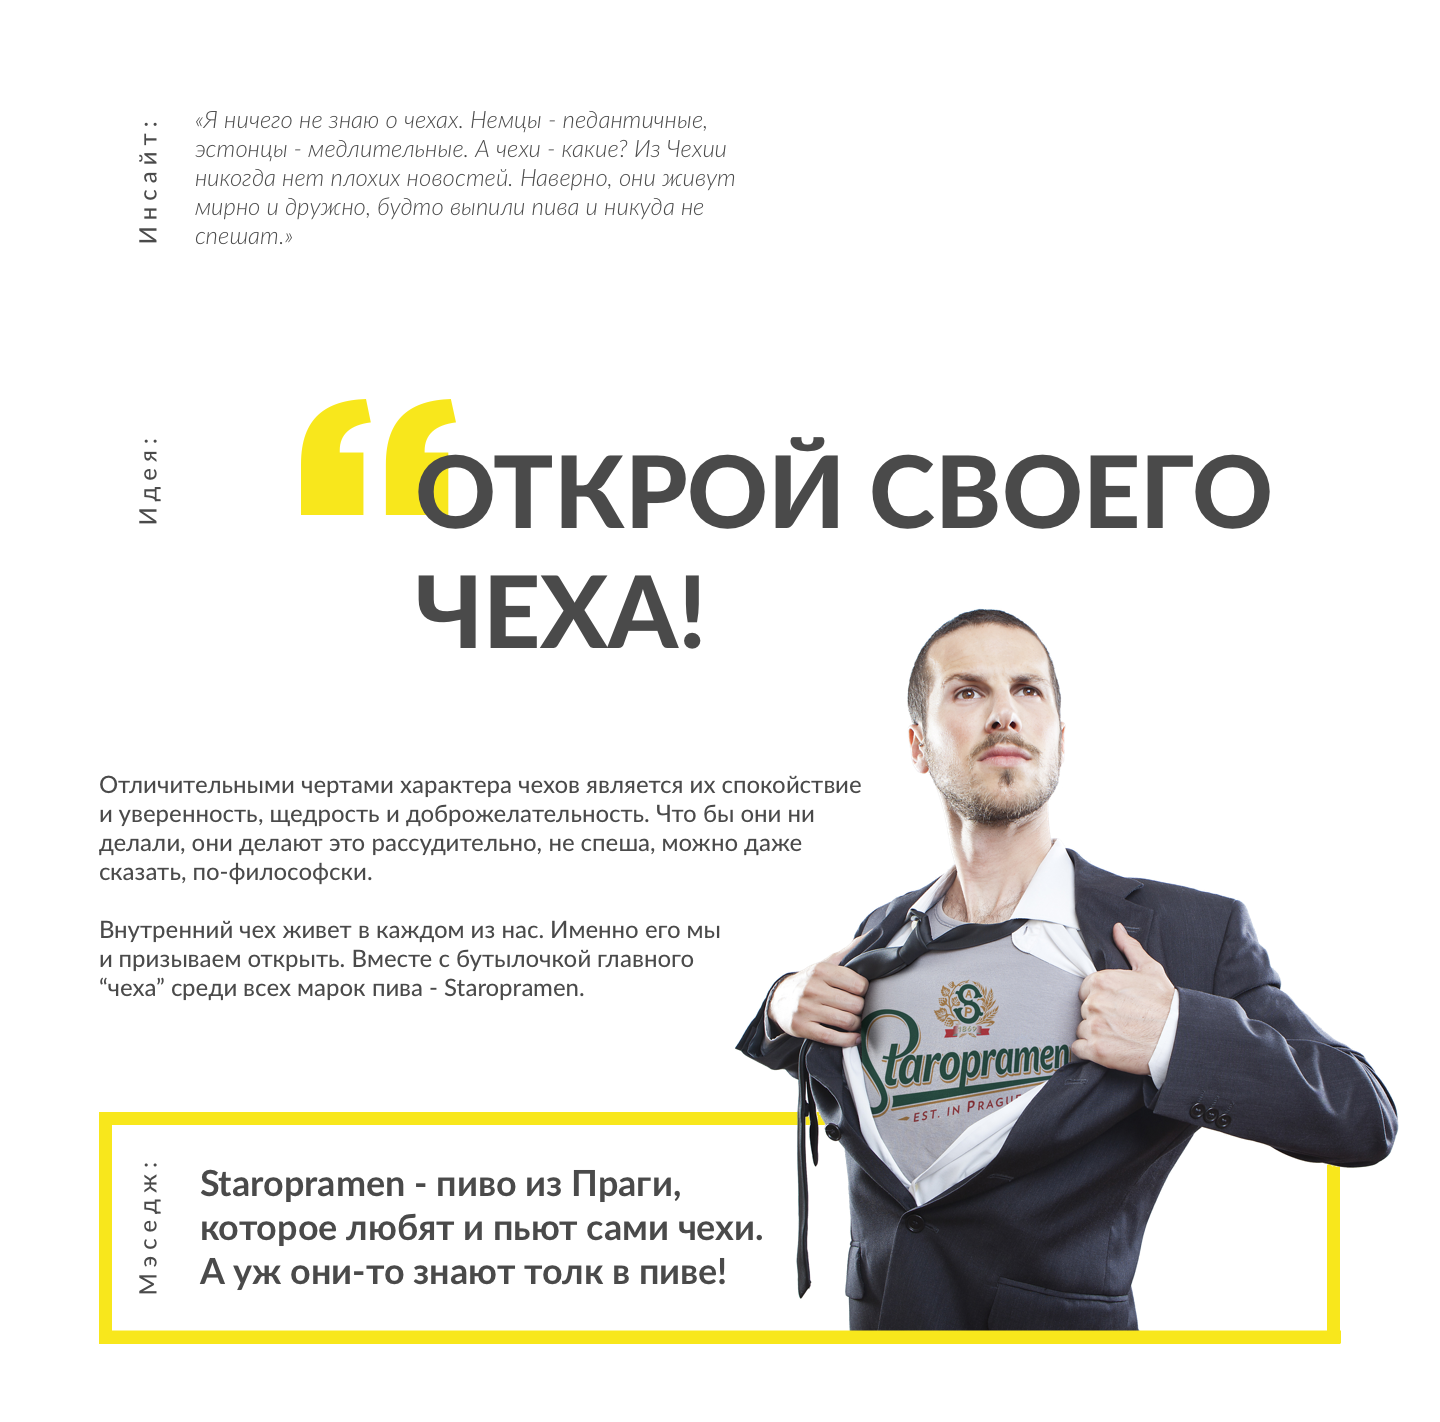 Инсайт:
«Я ничего не знаю о чехах. Немцы - педантичные,
эстонцы - медлительные. А чехи - какие? Из Чехии
никогда нет плохих новостей. Наверно, они живут
мирно и дружно, будто выпили пива и никуда не
спешат.»
Идея:
“ОТКРОЙ СВОЕГО
ЧЕХА!
Отличительными чертами характера чехов является их спокойствие
и уверенность, щедрость и доброжелательность. Что бы они ни
делали, они делают это рассудительно, не спеша, можно даже
сказать, по-философски.
Внутренний чех живет в каждом из нас. Именно его мы
и призываем открыть. Вместе с бутылочкой главного
“чеха” среди всех марок пива - Staropramen.
S
A P
1869
Staropramen
EST. IN PRAGUE
Мэседж:
Staropramen - пиво из Праги,
которое любят и пьют сами чехи.
А уж они-то знают толк в пиве!